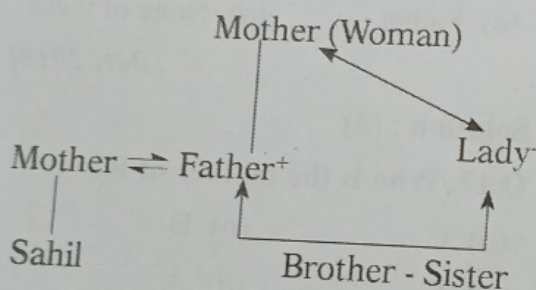 Mother (Woman)
Mother ⇌ Father⁺
Lady⁻
Sahil
Brother - Sister